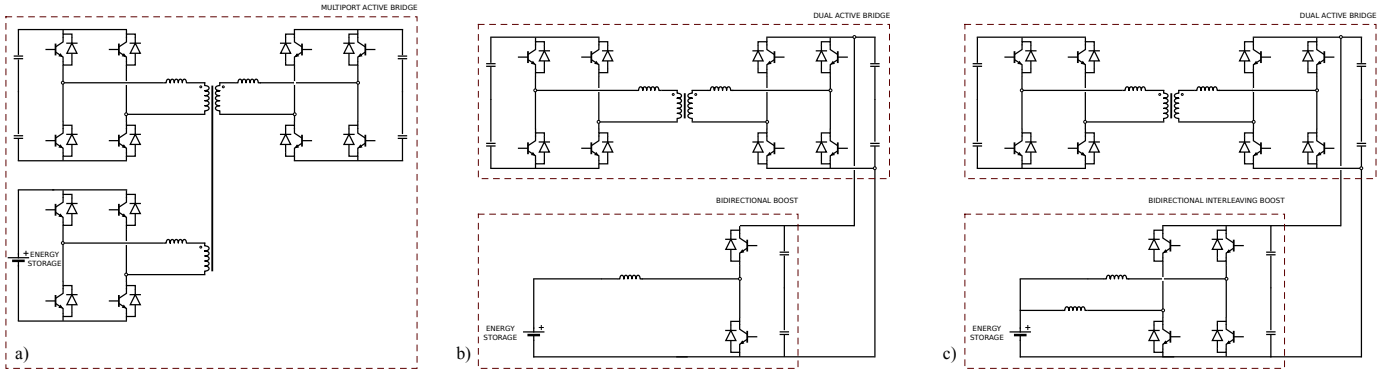 MULTIPORT ACTIVE BRIDGE
+
ENERGY
STORAGE
a)
DUAL ACTIVE BRIDGE
BIDIRECTIONAL BOOST
ENERGY
STORAGE
+
b)
DUAL ACTIVE BRIDGE
BIDIRECTIONAL INTERLEAVING BOOST
ENERGY
STORAGE
+
c)